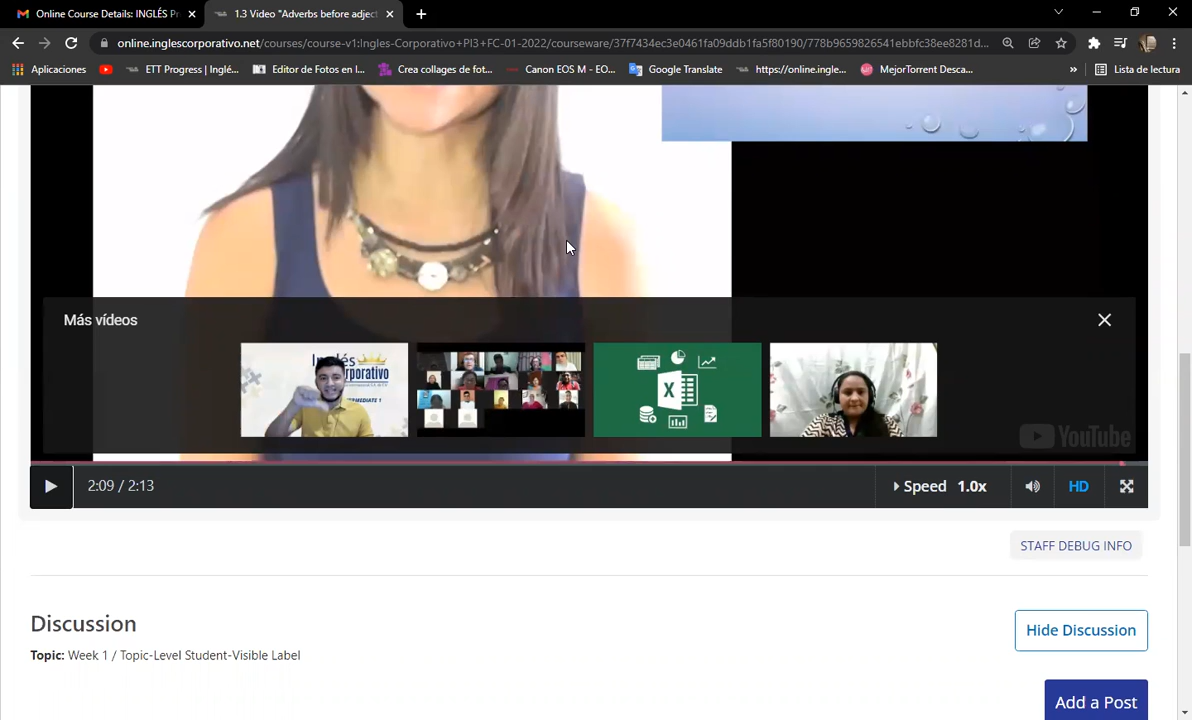 Online Course Details: INGLÉS Pr
1.3 Video "Adverbs before adject
online.inglescorporativo.net/courses/course-v1:Ingles-Corporativo+PI3+FC-01-2022/courseware/37f7434ec3e0461fa09ddb1fa5f80190/778b9659826541ebbfc38ee8281d...
Aplicaciones
ETT Progress | Inglé...
Editor de Fotos en l...
Crea collages de fot...
Canon EOS M - EO...
Google Translate
https://online.ingle...
MejorTorrent Desca...
»
Lista de lectura
Más vídeos
Inglés
orporativo
X
YouTube
2:09 / 2:13
Speed 1.0x
HD
STAFF DEBUG INFO
Discussion
Hide Discussion
Topic: Week 1 / Topic-Level Student-Visible Label
Add a Post